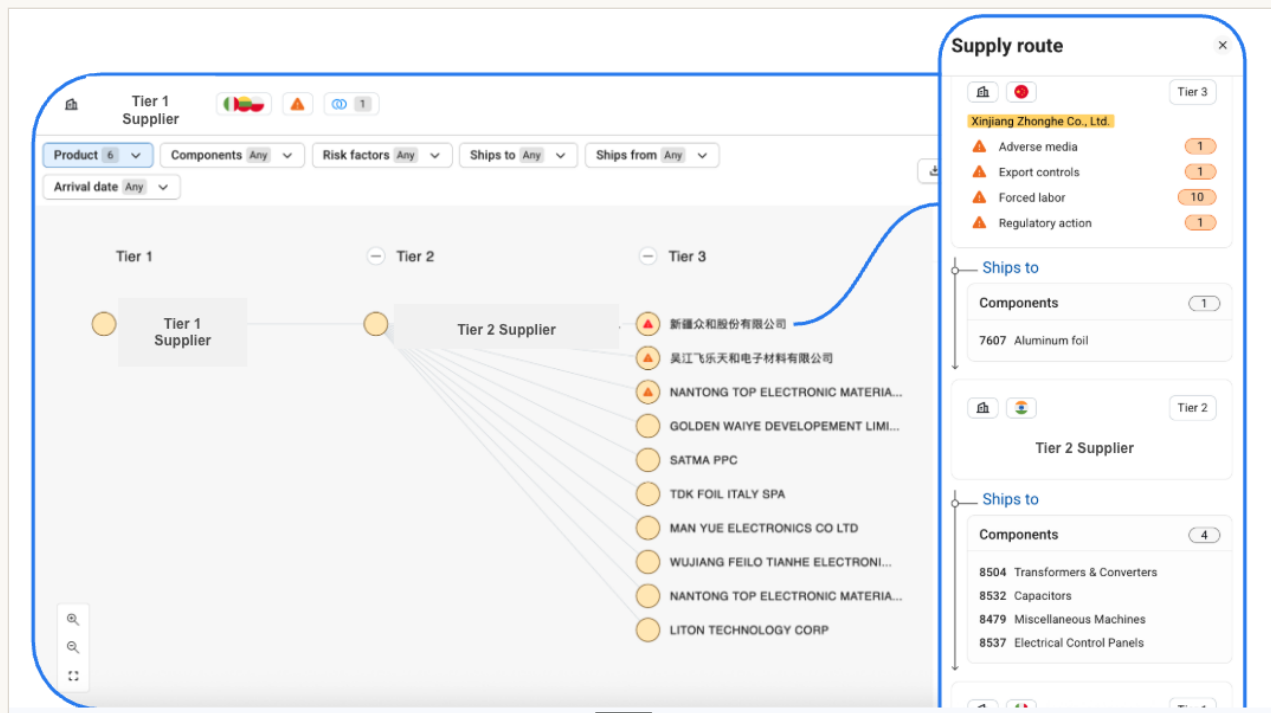 Tier 1
Supplier
1
Product 6
Components Any
Risk factors Any
Ships to Any
Ships from Any
Arrival date Any
Tier 1
Tier 2
Tier 3
Tier 1
Supplier
Tier 2 Supplier
新疆众和股份有限公司
吴江飞乐天和电子材料有限公司
NANTONG TOP ELECTRONIC MATERIA...
GOLDEN WAIYE DEVELOPEMENT LIMI...
SATMA PPC
TDK FOIL ITALY SPA
MAN YUE ELECTRONICS CO LTD
WUJIANG FEILO TIANHE ELECTRONI...
NANTONG TOP ELECTRONIC MATERIA...
LITON TECHNOLOGY CORP
Supply route
Tier 3
Xinjiang Zhonghe Co., Ltd.
Adverse media 1
Export controls 1
Forced labor 10
Regulatory action 1
Ships to
Components 1
7607 Aluminum foil
Tier 2
Tier 2 Supplier
Ships to
Components 4
8504 Transformers & Converters
8532 Capacitors
8479 Miscellaneous Machines
8537 Electrical Control Panels